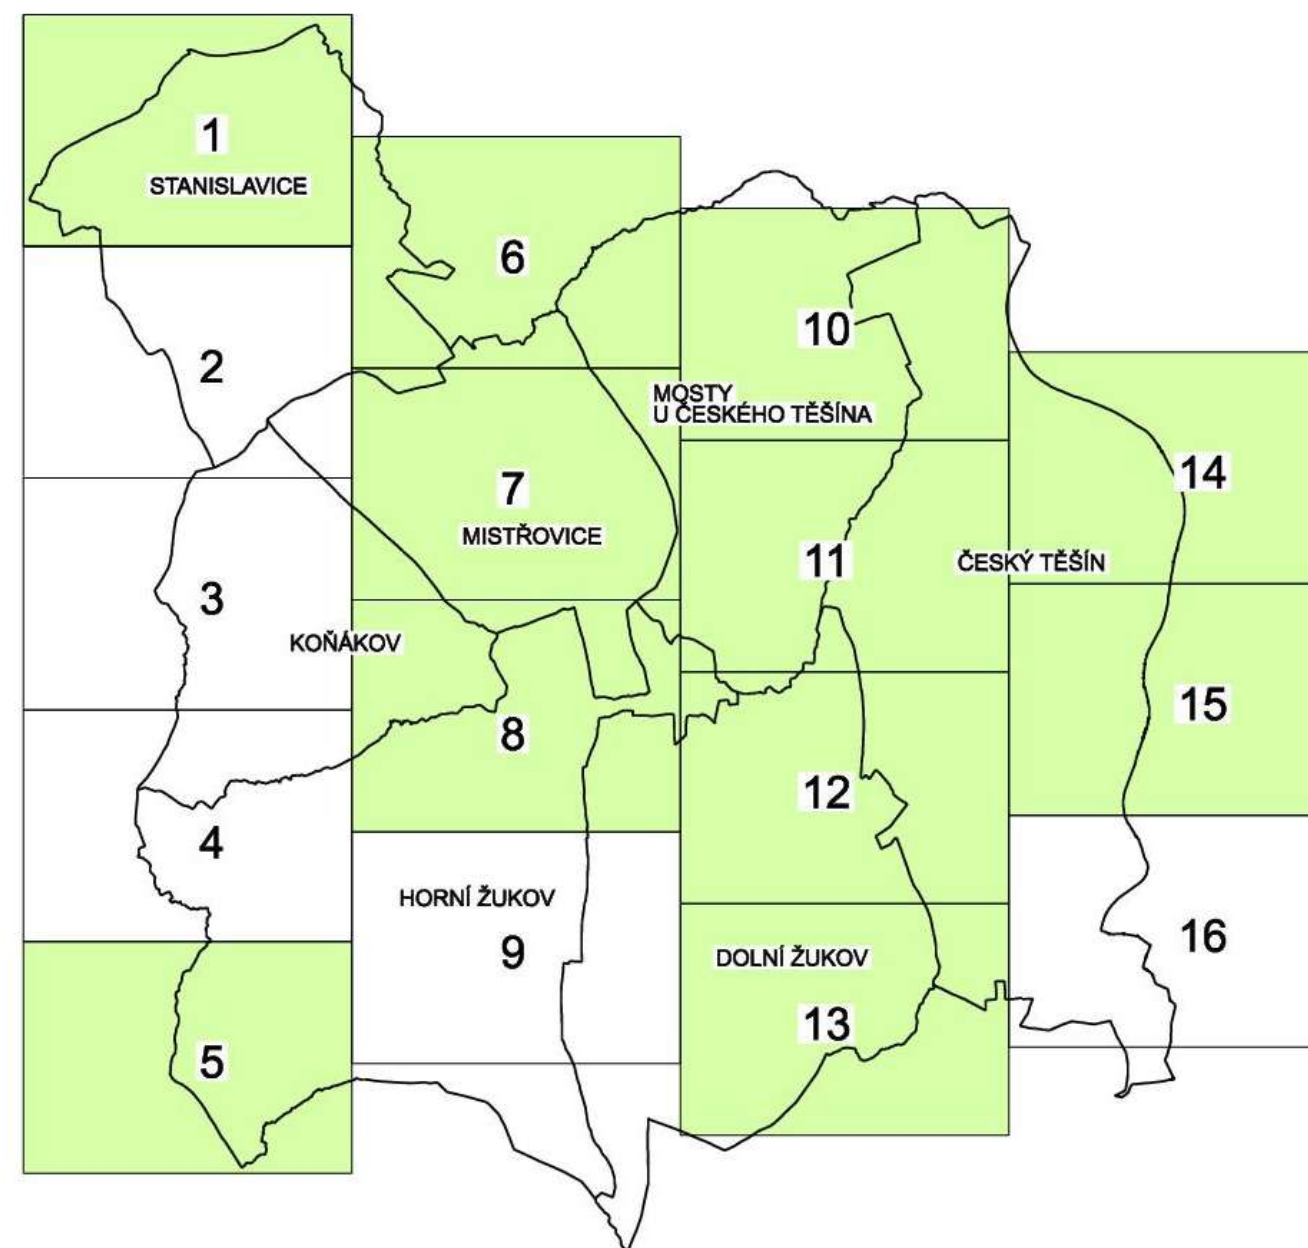 1
STANISLAVICE
6
10
2
MOSTY
U ČESKÉHO TĚŠÍNA
14
7
MISTŘOVICE
11
ČESKÝ TĚŠÍN
3
KOŇÁKOV
15
8
12
4
HORNÍ ŽUKOV
9
16
DOLNÍ ŽUKOV
13
5